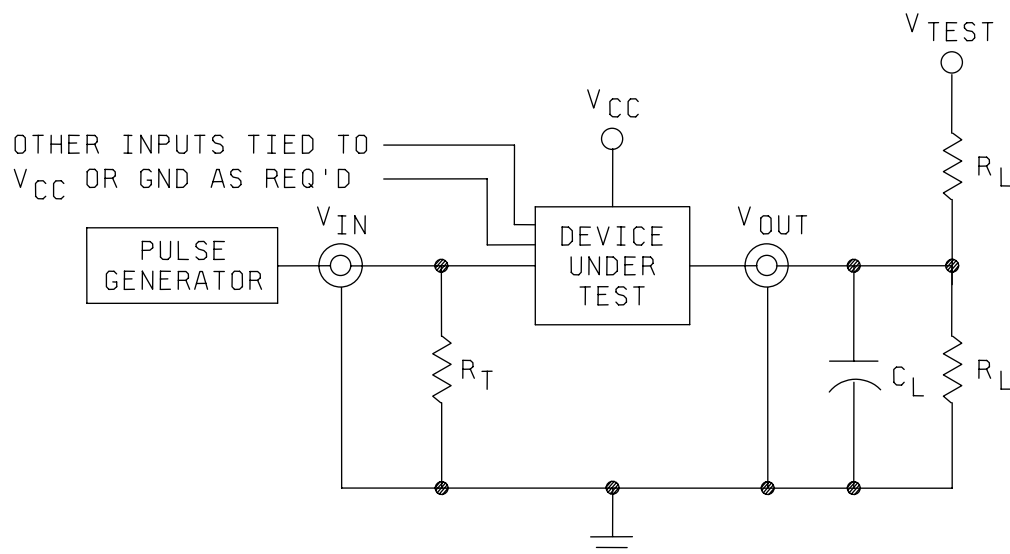 V TEST
V CC
OTHER INPUTS TIED TO
V CC OR GND AS REQ'D
R L
V IN
V OUT
PULSE
GENERATOR
DEVICE
UNDER
TEST
R T
C L
R L